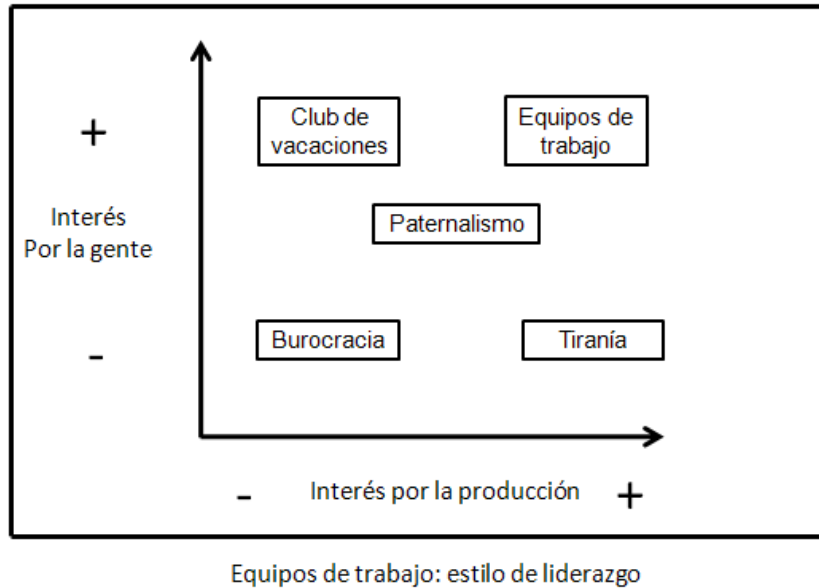 Club de
vacaciones
Equipos de
trabajo
+
Interés
Por la gente
Paternalismo
-
Burocracia
Tiranía
- Interés por la producción +
Equipos de trabajo: estilo de liderazgo